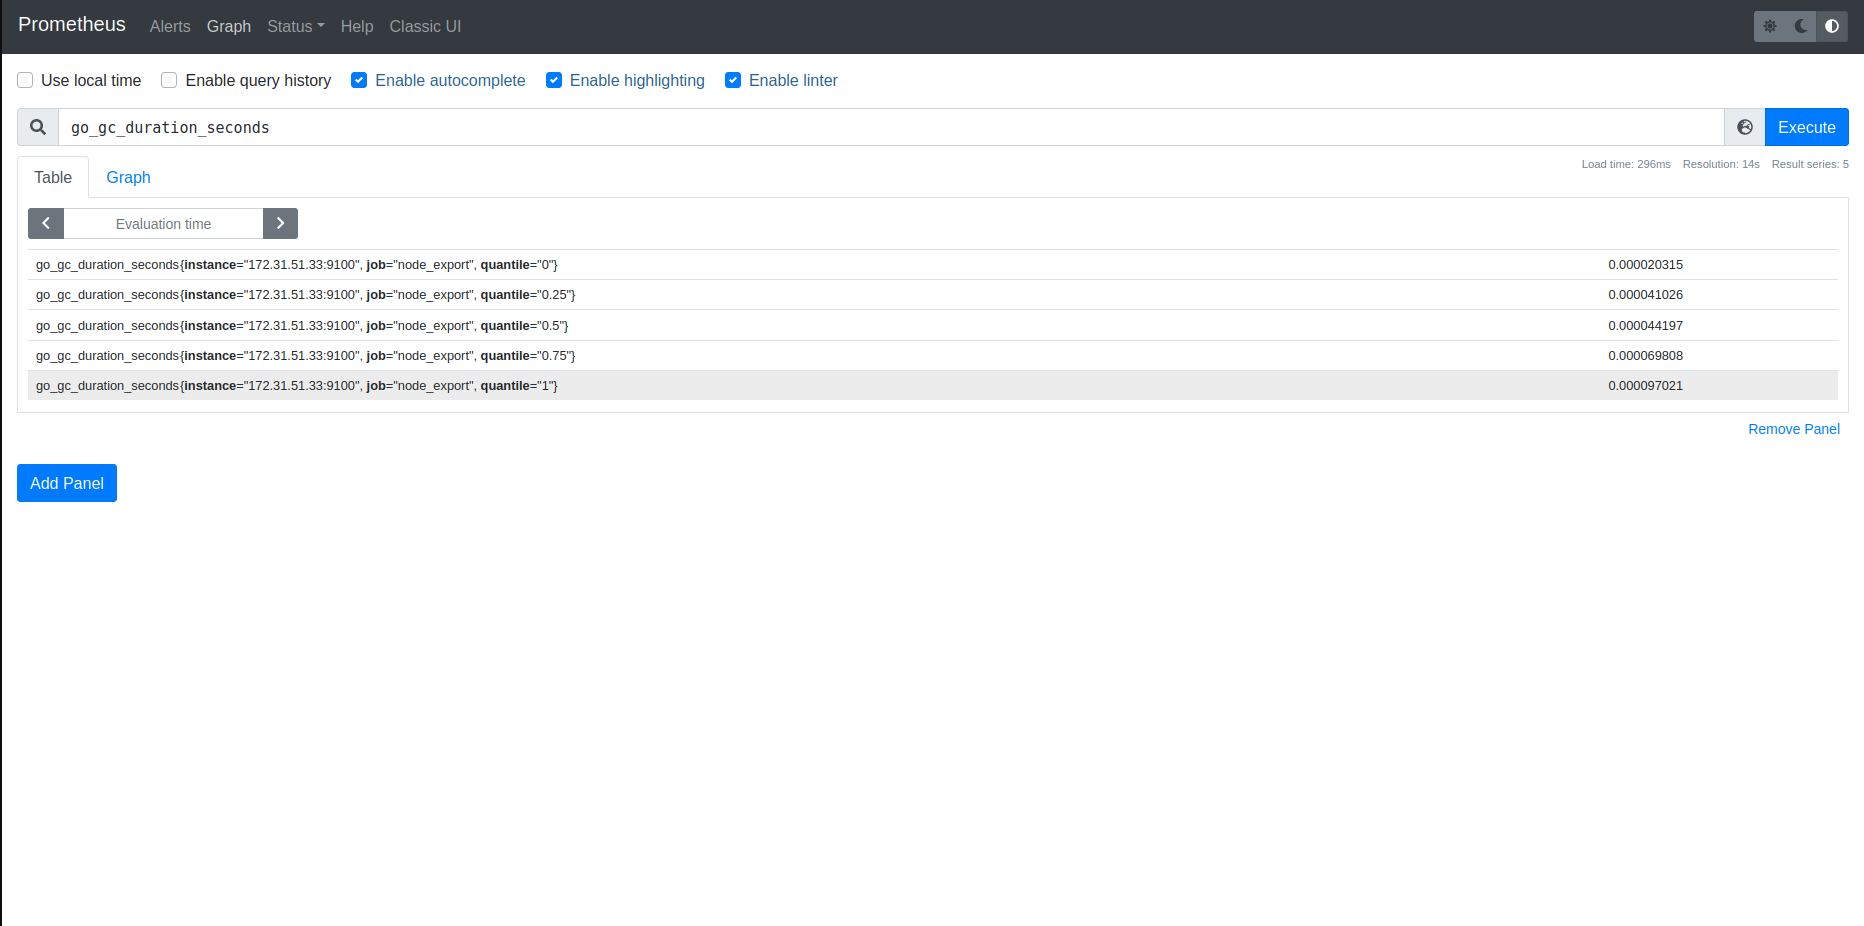 Prometheus Alerts Graph Status Help Classic UI
Use local time Enable query history Enable autocomplete Enable highlighting Enable linter
go_gc_duration_seconds Execute
Table Graph Load time: 296ms Resolution: 14s Result series: 5
Evaluation time
go_gc_duration_seconds{instance="172.31.51.33:9100", job="node_export", quantile="0"} 0.000020315
go_gc_duration_seconds{instance="172.31.51.33:9100", job="node_export", quantile="0.25"} 0.000041026
go_gc_duration_seconds{instance="172.31.51.33:9100", job="node_export", quantile="0.5"} 0.000044197
go_gc_duration_seconds{instance="172.31.51.33:9100", job="node_export", quantile="0.75"} 0.000069808
go_gc_duration_seconds{instance="172.31.51.33:9100", job="node_export", quantile="1"} 0.000097021
Remove Panel
Add Panel